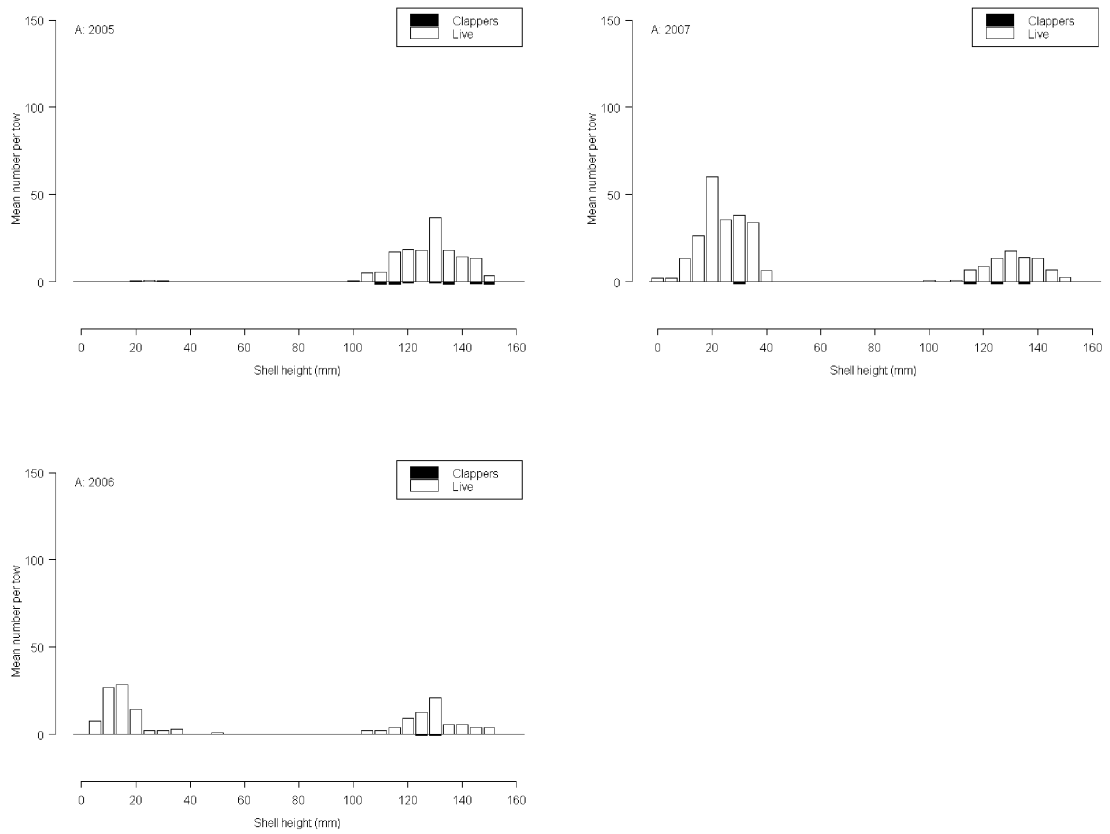 A: 2005
Clappers
Live
Mean number per tow
150
100
50
0
0 20 40 60 80 100 120 140 160
Shell height (mm)
A: 2007
Clappers
Live
Mean number per tow
150
100
50
0
0 20 40 60 80 100 120 140 160
Shell height (mm)
A: 2006
Clappers
Live
Mean number per tow
150
100
50
0
0 20 40 60 80 100 120 140 160
Shell height (mm)